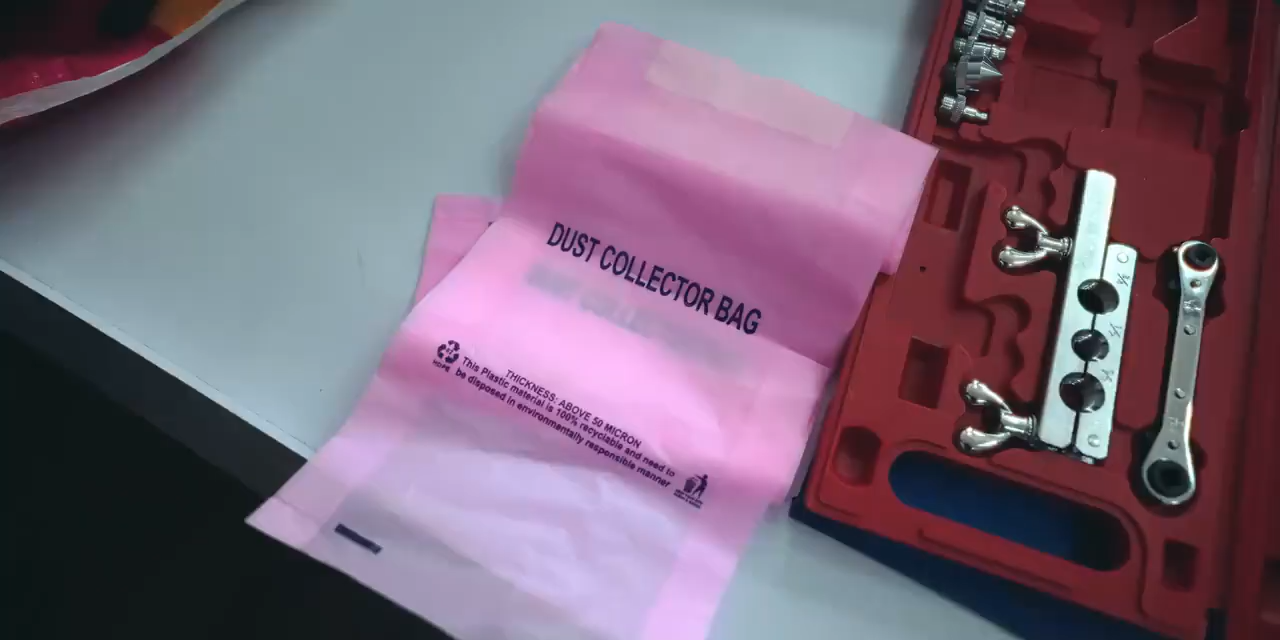 DUST COLLECTOR BAG
THICKNESS: ABOVE 50 MICRON
This Plastic material is 100% recyclable and need to
be disposed in environmentally responsible manner
HDPE